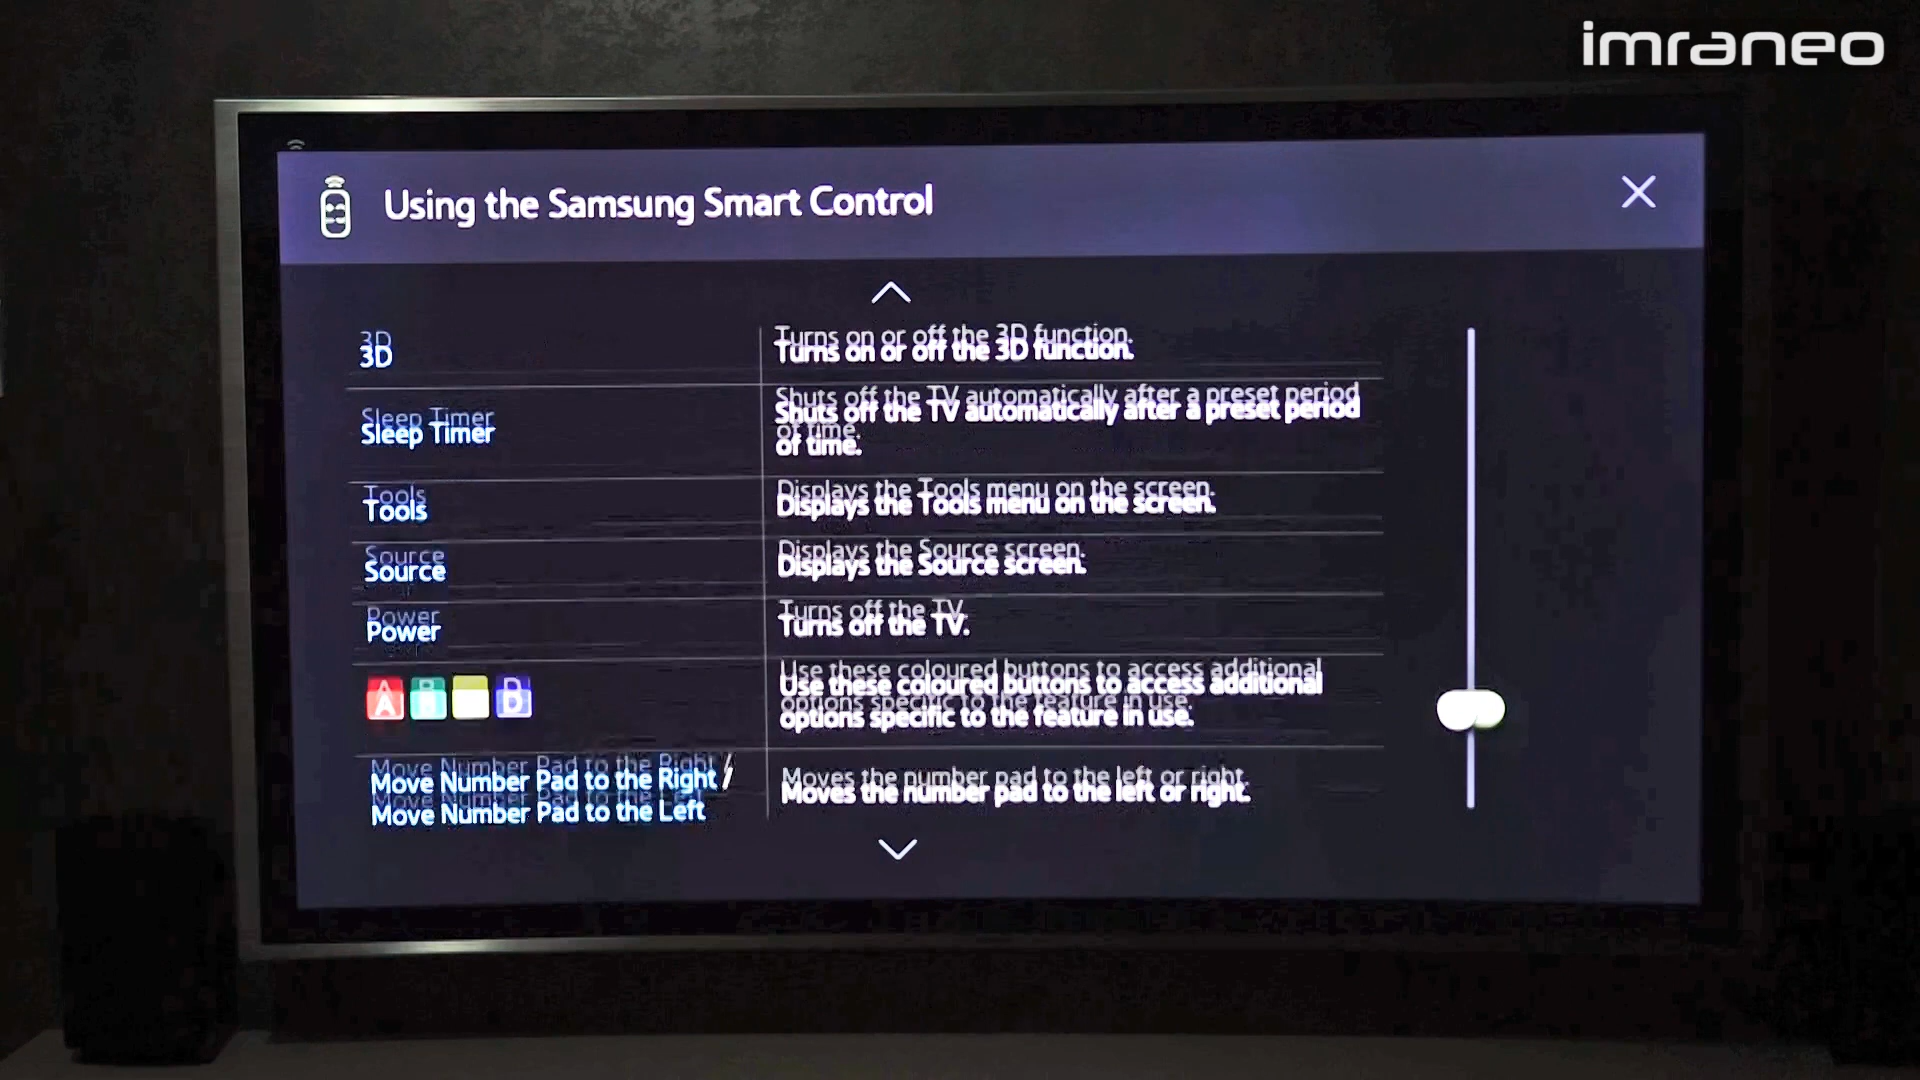 imraneo
Using the Samsung Smart Control
3D
Turns on or off the 3D function.
Sleep Timer
Shuts off the TV automatically after a preset period
of time.
Tools
Displays the Tools menu on the screen.
Source
Displays the Source screen.
Power
Turns off the TV.
A B D
Use these coloured buttons to access additional
options specific to the feature in use.
Move Number Pad to the Right /
Move Number Pad to the Left
Moves the number pad to the left or right.